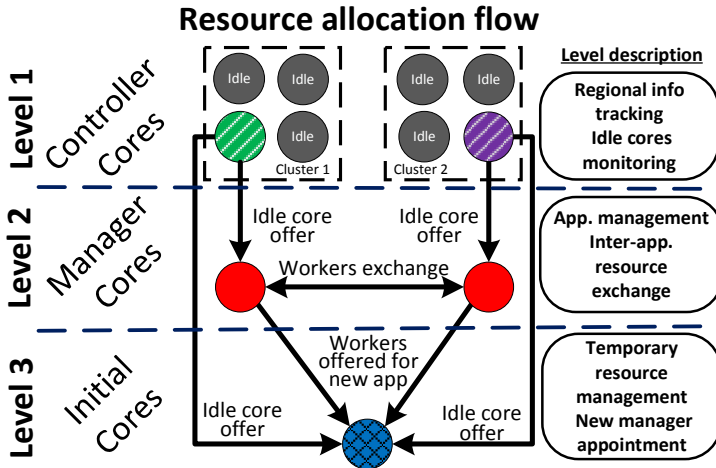 Resource allocation flow
Level 1
Controller
Cores
Idle
Idle
Idle
Cluster 1
Idle
Idle
Idle
Cluster 2
Level description
Regional info
tracking
Idle cores
monitoring
Level 2
Manager
Cores
Idle core
offer
Idle core
offer
Workers exchange
App. management
Inter-app.
resource
exchange
Level 3
Initial
Cores
Workers
offered for
new app
Idle core
offer
Idle core
offer
Temporary
resource
management
New manager
appointment